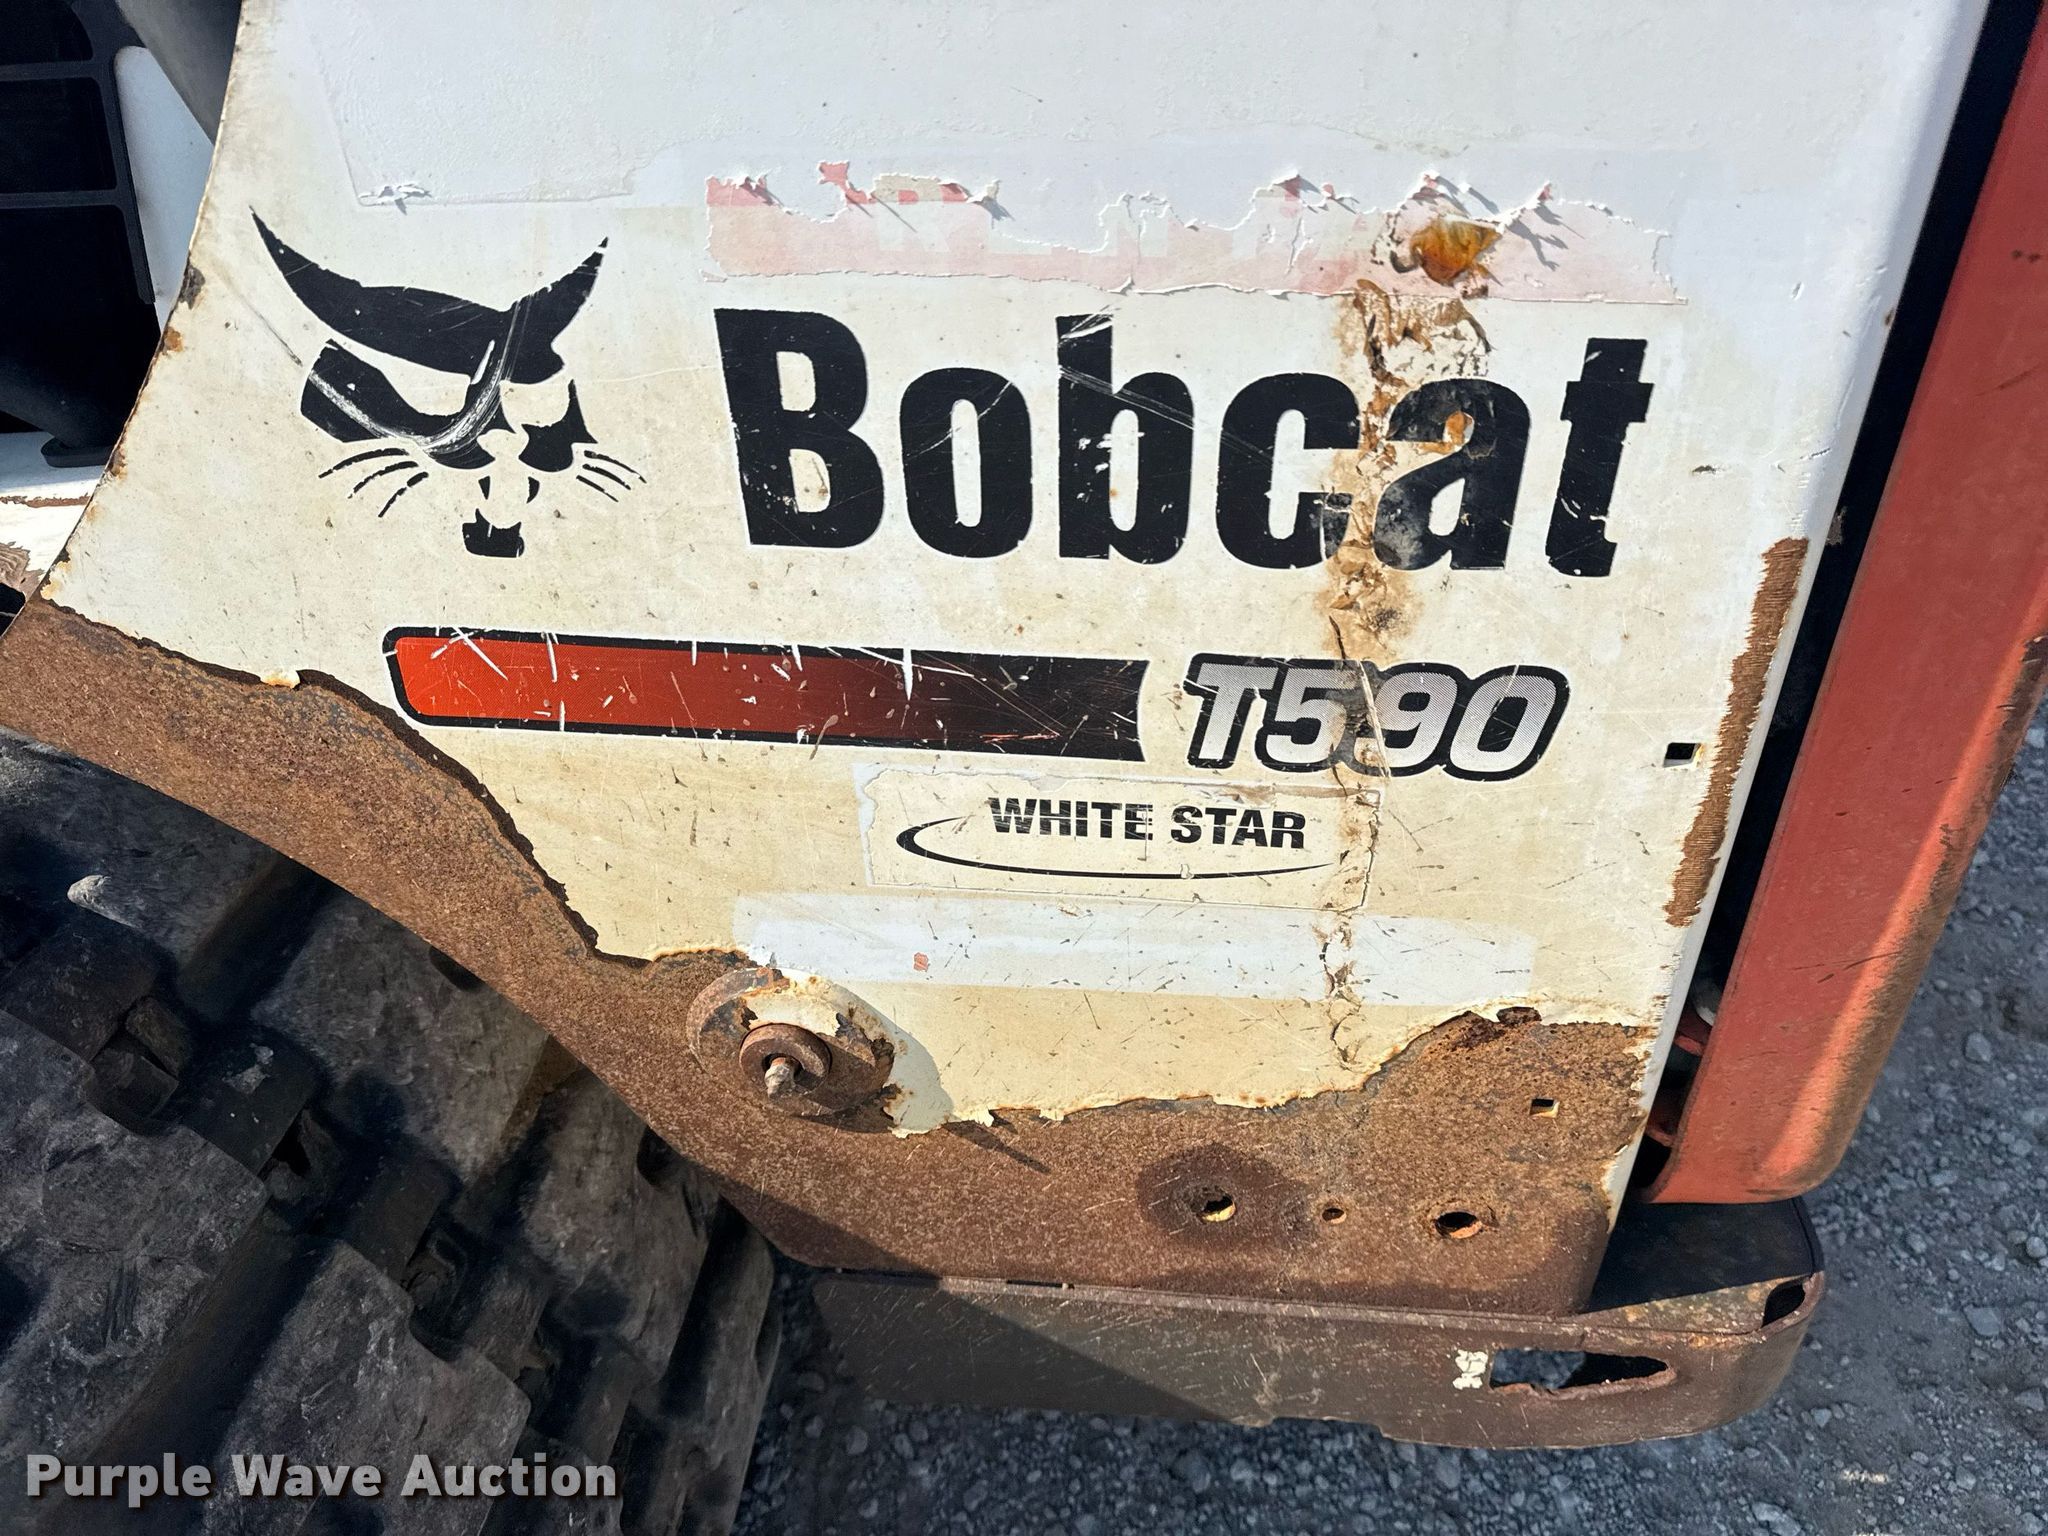 Bobcat
T590
WHITE STAR
Purple Wave Auction